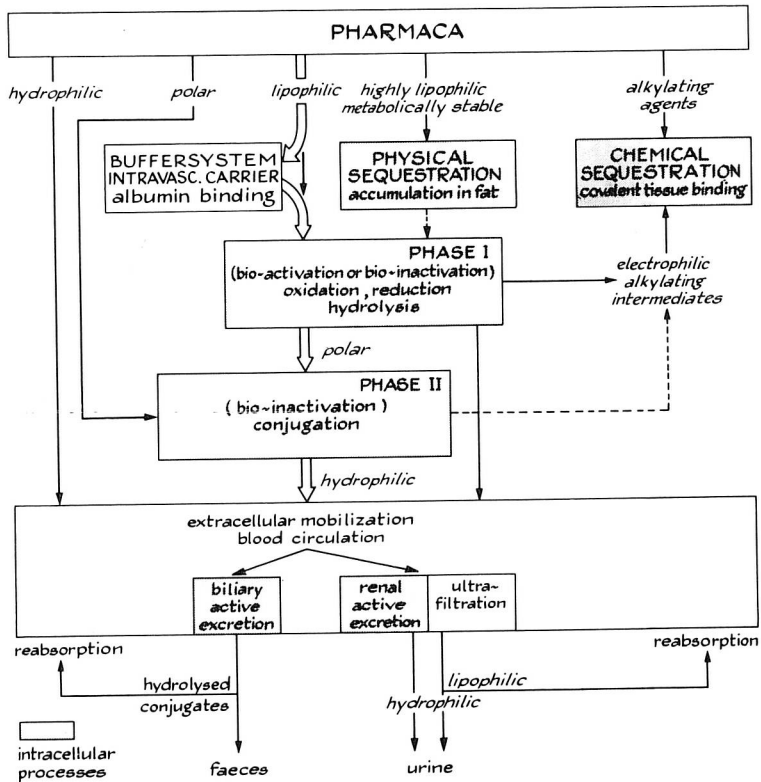 PHARMACA
hydrophilic
polar
lipophilic
highly lipophilic
metabolically stable
alkylating
agents
BUFFERSYSTEM
INTRAVASC. CARRIER
albumin binding
PHYSICAL
SEQUESTRATION
accumulation in fat
CHEMICAL
SEQUESTRATION
covalent tissue binding
PHASE I
(bio-activation or bio-inactivation)
oxidation, reduction
hydrolysis
electrophilic
alkylating
intermediates
polar
PHASE II
(bio-inactivation)
conjugation
hydrophilic
extracellular mobilization
blood circulation
biliary
active
excretion
renal
active
excretion
ultra-
filtration
reabsorption
reabsorption
hydrolysed
conjugates
lipophilic
hydrophilic
intracellular
processes
faeces
urine